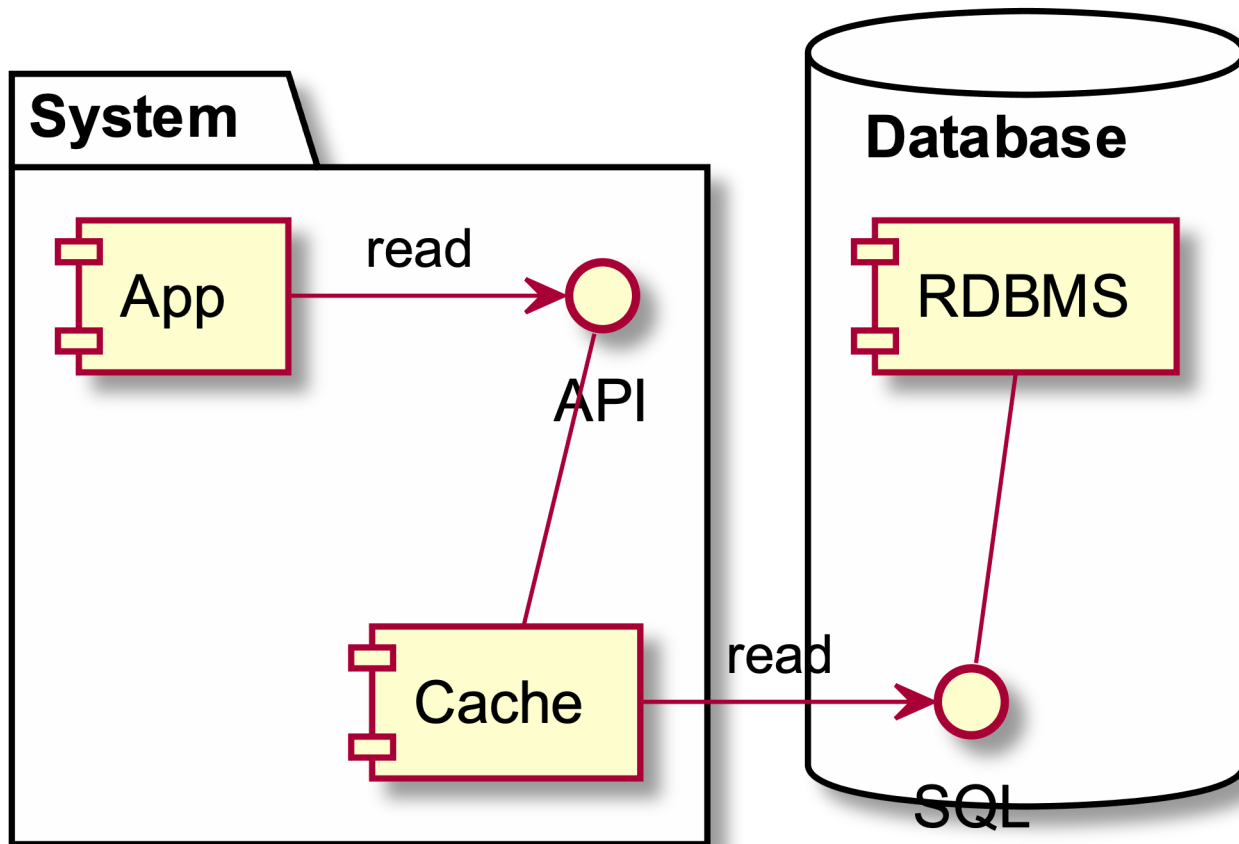 System
Database
App
read
API
RDBMS
Cache
read
SQL